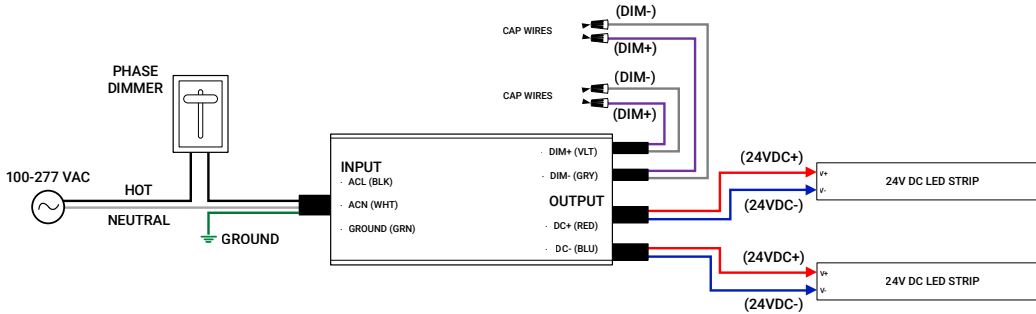 (DIM-)
CAP WIRES
(DIM+)
PHASE
DIMMER
(DIM-)
CAP WIRES
(DIM+)
100-277 VAC
HOT
NEUTRAL
GROUND
INPUT
· ACL (BLK)
· ACN (WHT)
· GROUND (GRN)
· DIM+ (VLT)
· DIM- (GRY)
OUTPUT
· DC+ (RED)
· DC- (BLU)
(24VDC+)
V+
V-
24V DC LED STRIP
(24VDC-)
(24VDC+)
V+
V-
24V DC LED STRIP
(24VDC-)